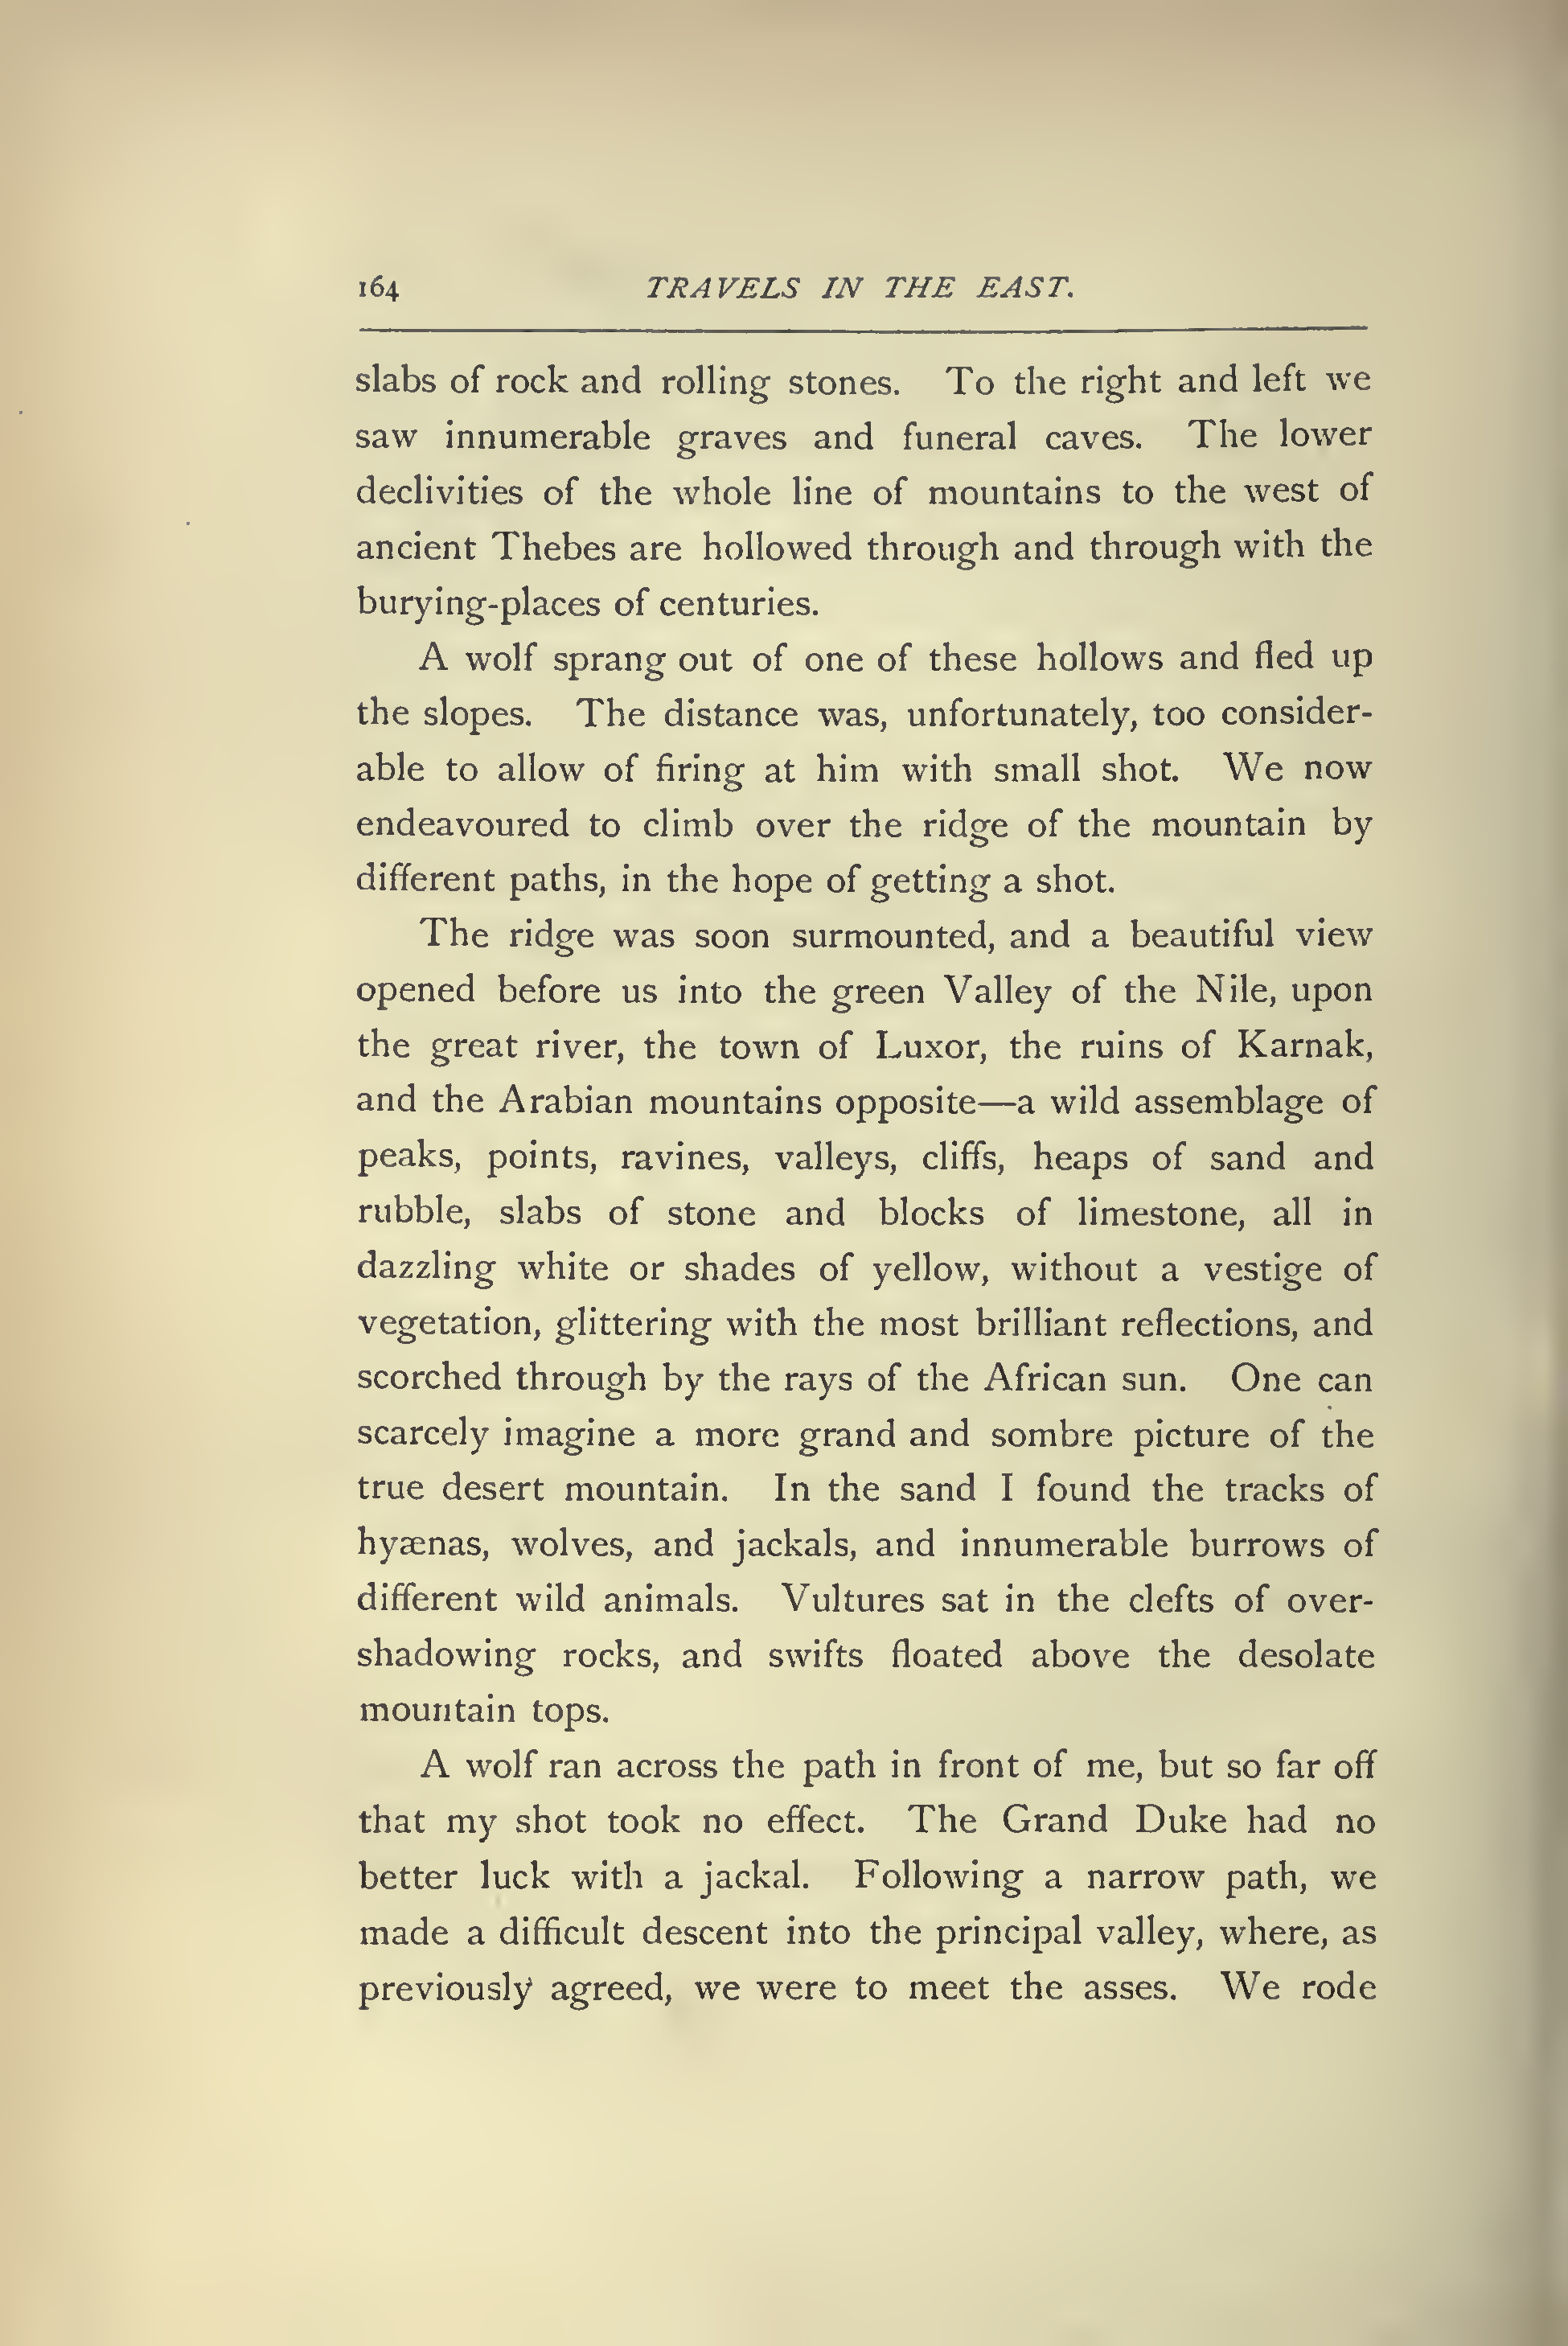 164 TRAVELS IN THE EAST.
slabs of rock and rolling stones. To the right and left we
saw innumerable graves and funeral caves. The lower
declivities of the whole line of mountains to the west of
ancient Thebes are hollowed through and through with the
burying-places of centuries.
A wolf sprang out of one of these hollows and fled up
the slopes. The distance was, unfortunately, too consider-
able to allow of firing at him with small shot. We now
endeavoured to climb over the ridge of the mountain by
different paths, in the hope of getting a shot.
The ridge was soon surmounted, and a beautiful view
opened before us into the green Valley of the Nile, upon
the great river, the town of Luxor, the ruins of Karnak,
and the Arabian mountains opposite—a wild assemblage of
peaks, points, ravines, valleys, cliffs, heaps of sand and
rubble, slabs of stone and blocks of limestone, all in
dazzling white or shades of yellow, without a vestige of
vegetation, glittering with the most brilliant reflections, and
scorched through by the rays of the African sun. One can
scarcely imagine a more grand and sombre picture of the
true desert mountain. In the sand I found the tracks of
hyænas, wolves, and jackals, and innumerable burrows of
different wild animals. Vultures sat in the clefts of over-
shadowing rocks, and swifts floated above the desolate
mountain tops.
A wolf ran across the path in front of me, but so far off
that my shot took no effect. The Grand Duke had no
better luck with a jackal. Following a narrow path, we
made a difficult descent into the principal valley, where, as
previously agreed, we were to meet the asses. We rode